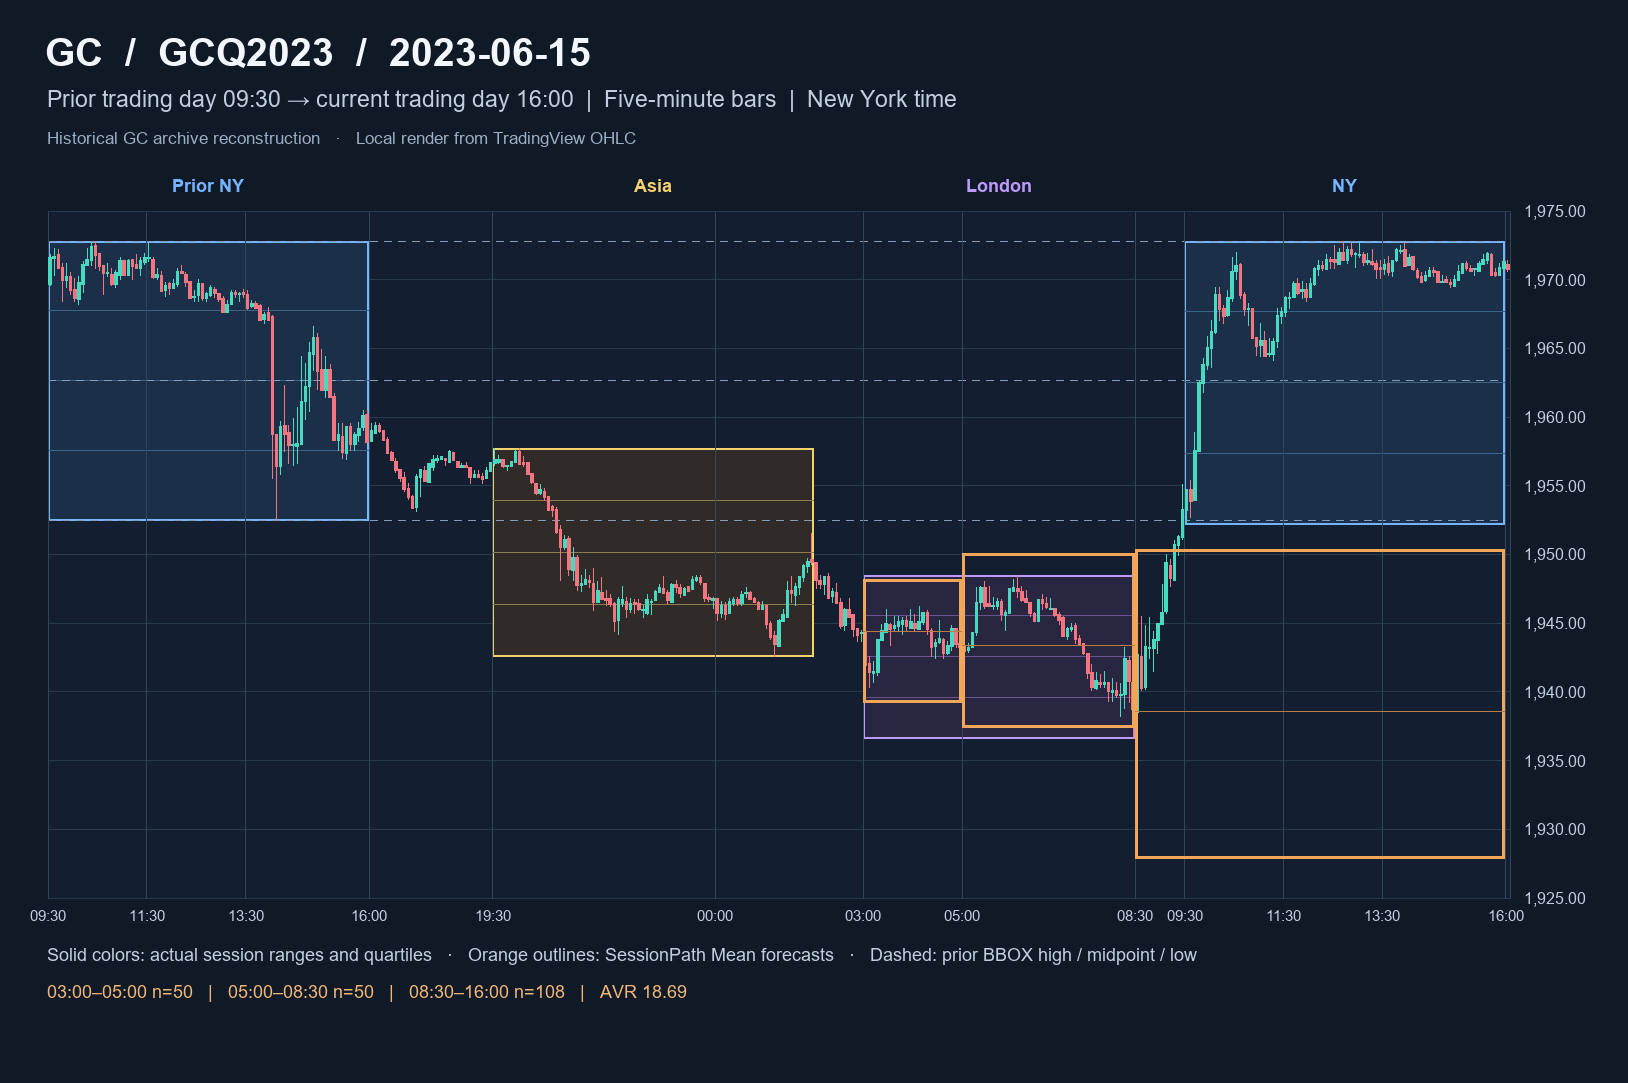 GC / GCQ2023 / 2023-06-15
Prior trading day 09:30 → current trading day 16:00 | Five-minute bars | New York time
Historical GC archive reconstruction · Local render from TradingView OHLC
Prior NY Asia London NY
1,975.00
1,970.00
1,965.00
1,960.00
1,955.00
1,950.00
1,945.00
1,940.00
1,935.00
1,930.00
1,925.00
09:30 11:30 13:30 16:00 19:30 00:00 03:00 05:00 08:30 09:30 11:30 13:30 16:00
Solid colors: actual session ranges and quartiles · Orange outlines: SessionPath Mean forecasts · Dashed: prior BBOX high / midpoint / low
03:00–05:00 n=50 | 05:00–08:30 n=50 | 08:30–16:00 n=108 | AVR 18.69